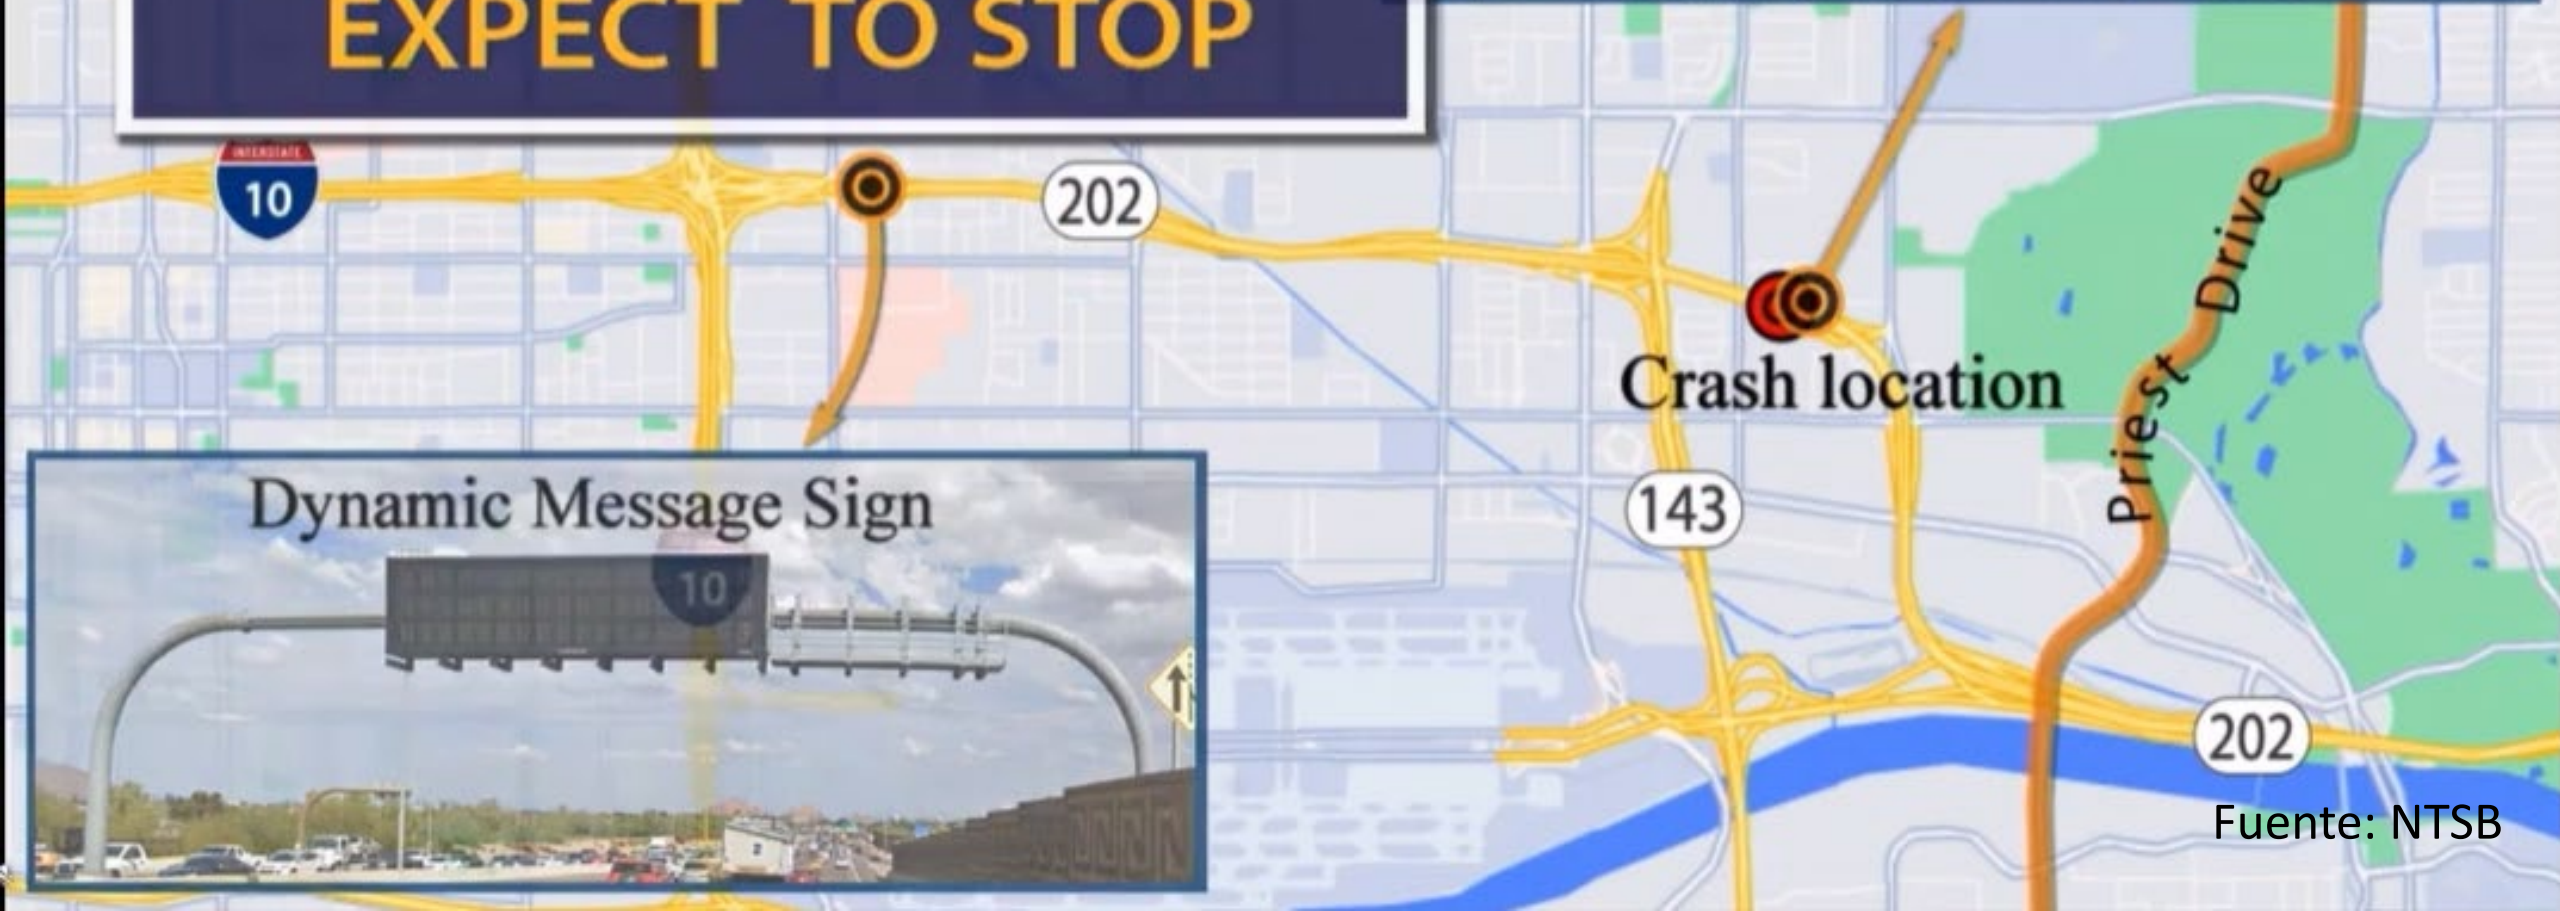 EXPECT TO STOP
INTERSTATE
10
202
Crash location
Priest Drive
143
Dynamic Message Sign
10
202
Fuente: NTSB